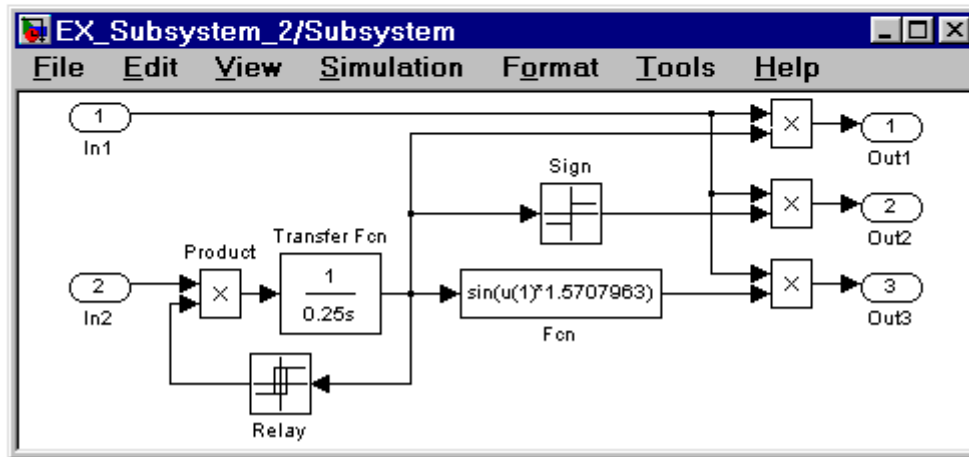 EX_Subsystem_2/Subsystem
File Edit View Simulation Format Tools Help
1
In1
×
1
Out1
Sign
×
2
Out2
Product
Transfer Fcn
2
In2
×
1
0.25s
sin(u(1)*1.5707963)
Fcn
×
3
Out3
Relay